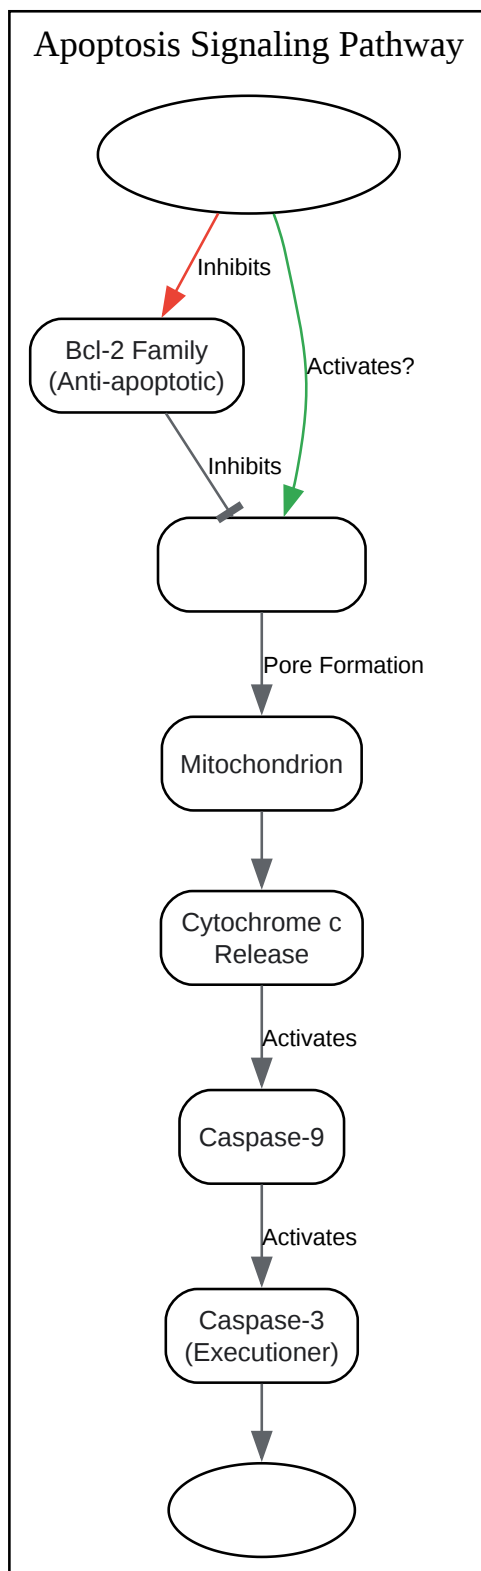 Apoptosis Signaling Pathway
Inhibits
Activates?
Bcl-2 Family
(Anti-apoptotic)
Inhibits
Pore Formation
Mitochondrion
Cytochrome c
Release
Activates
Caspase-9
Activates
Caspase-3
(Executioner)